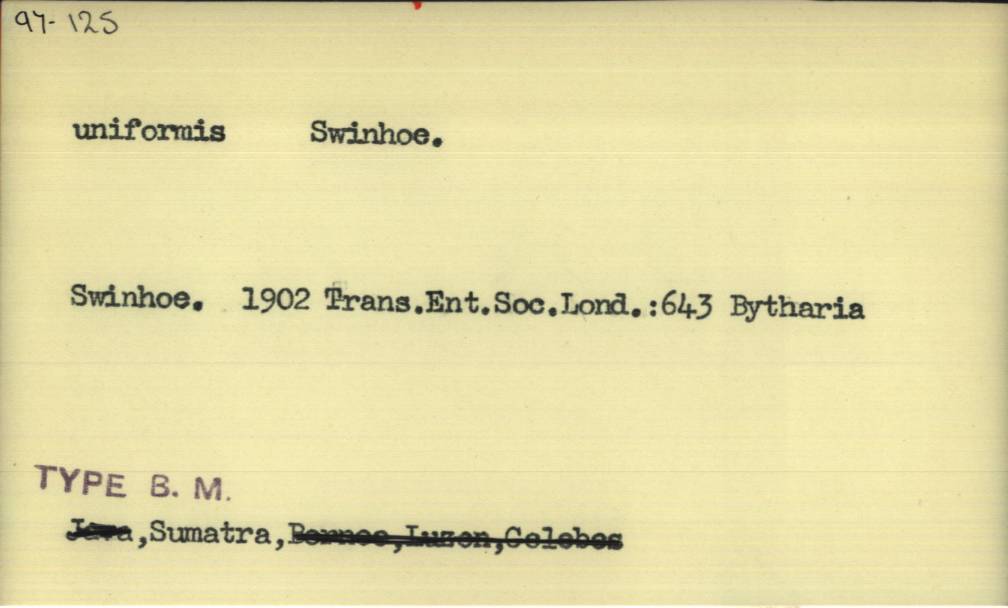 97-125
uniformis Swinhoe.
Swinhoe. 1902 Trans.Ent.Soc.Lond.:643 Bytharia
TYPE B. M.
Java,Sumatra,Borneo,Luzon,Celebes